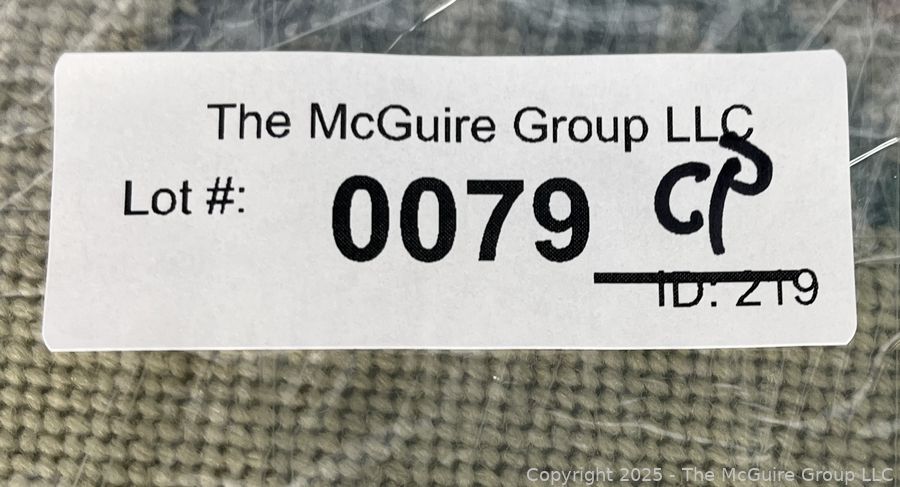 The McGuire Group LLC
Lot #: 0079 CP
ID: 219
Copyright 2025 - The McGuire Group LLC